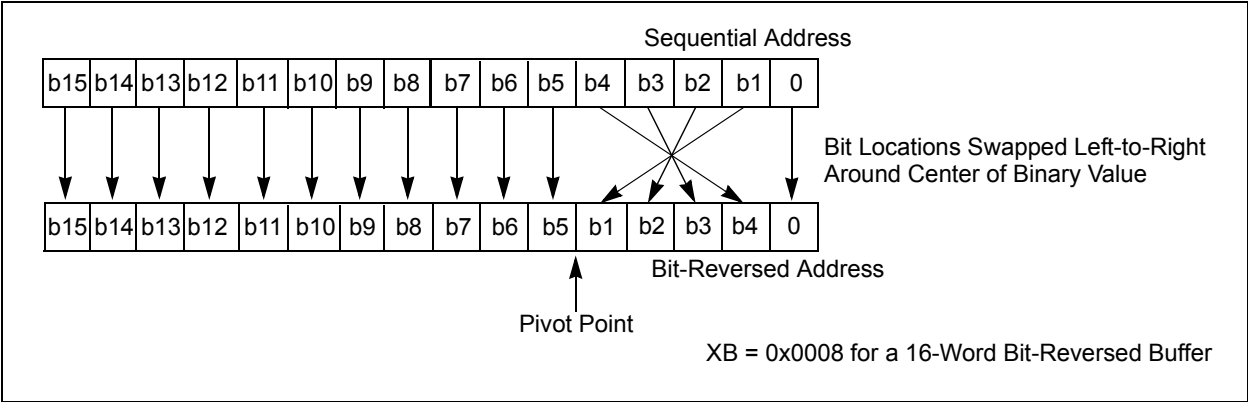 Sequential Address
b15 b14 b13 b12 b11 b10 b9 b8 b7 b6 b5 b4 b3 b2 b1 0
Bit Locations Swapped Left-to-Right
Around Center of Binary Value
b15 b14 b13 b12 b11 b10 b9 b8 b7 b6 b5 b1 b2 b3 b4 0
Bit-Reversed Address
Pivot Point
XB = 0x0008 for a 16-Word Bit-Reversed Buffer